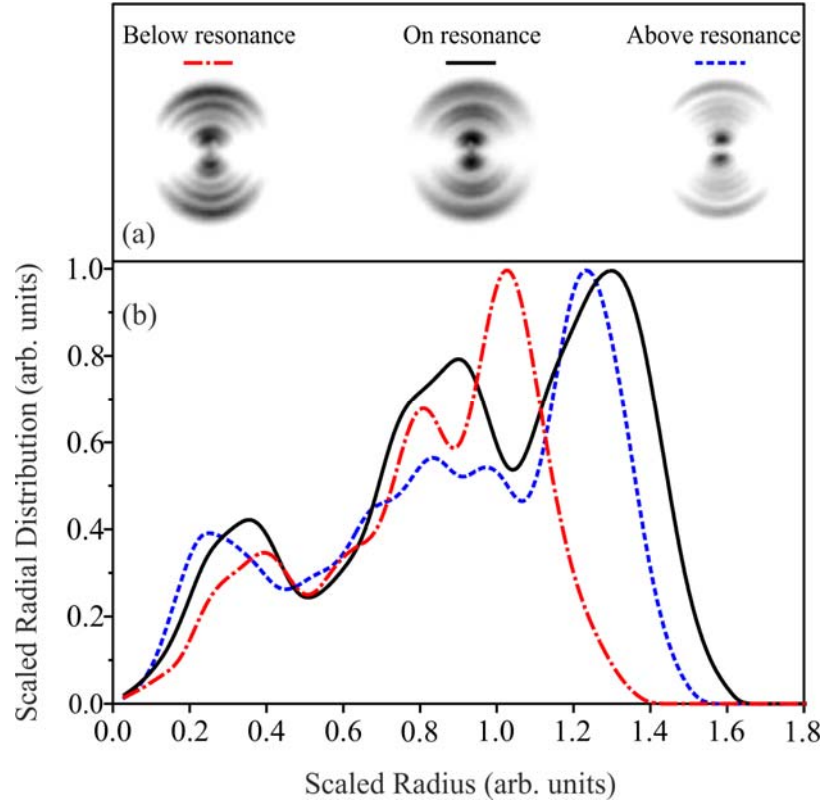 Below resonance On resonance Above resonance
(a)
(b)
Scaled Radial Distribution (arb. units)
1.0
0.8
0.6
0.4
0.2
0.0
0.0 0.2 0.4 0.6 0.8 1.0 1.2 1.4 1.6 1.8
Scaled Radius (arb. units)